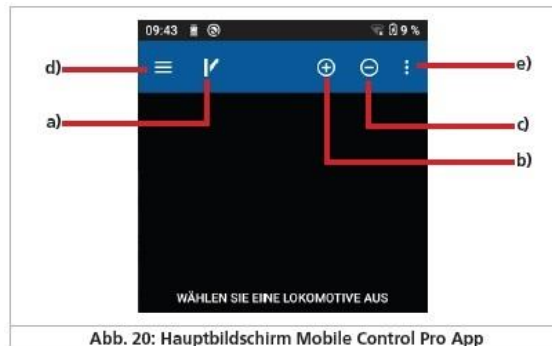 09:43 9 %
d)
e)
a)
c)
b)
WÄHLEN SIE EINE LOKOMOTIVE AUS
Abb. 20: Hauptbildschirm Mobile Control Pro App